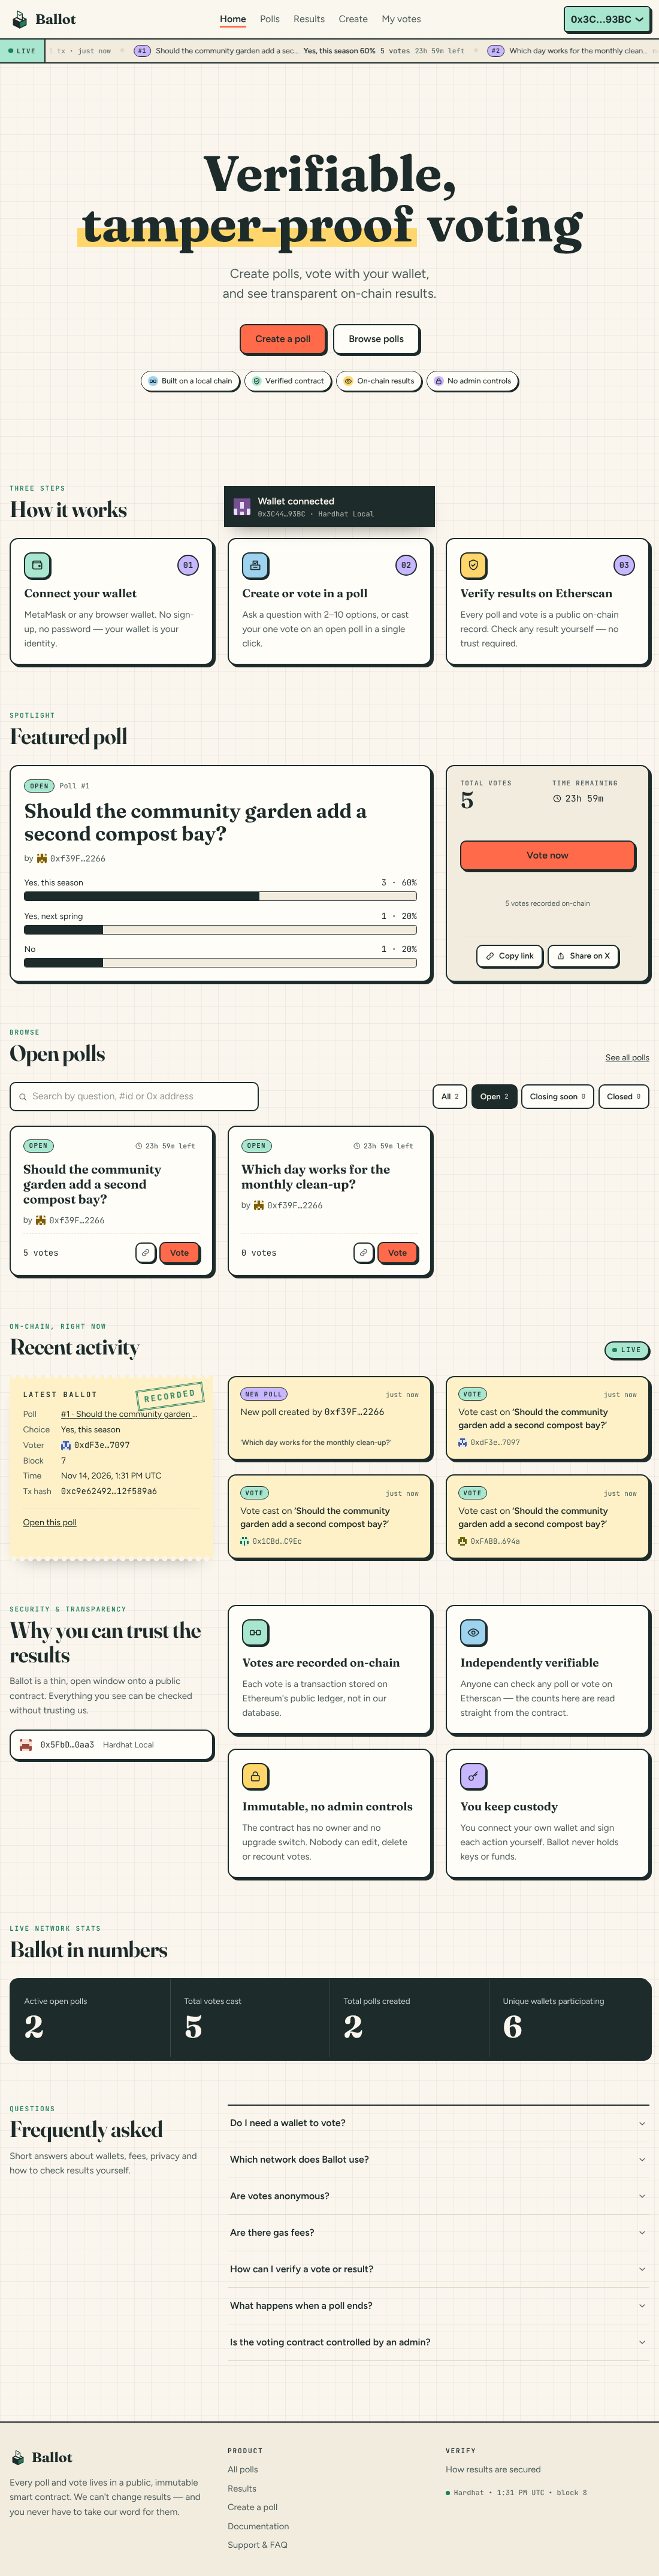 Ballot
Home
Polls
Results
Create
My votes
0x3C...93BC
LIVE
tx · just now
#1 Should the community garden add a sec... Yes, this season 60% 5 votes 23h 59m left
#2 Which day works for the monthly clean...
Verifiable,
tamper-proof voting
Create polls, vote with your wallet,
and see transparent on-chain results.
Create a poll
Browse polls
Built on a local chain
Verified contract
On-chain results
No admin controls
THREE STEPS
How it works
Wallet connected
0x3C44…93BC · Hardhat Local
01
Connect your wallet
MetaMask or any browser wallet. No sign-
up, no password — your wallet is your
identity.
02
Create or vote in a poll
Ask a question with 2–10 options, or cast
your one vote on an open poll in a single
click.
03
Verify results on Etherscan
Every poll and vote is a public on-chain
record. Check any result yourself — no
trust required.
SPOTLIGHT
Featured poll
OPEN Poll #1
Should the community garden add a
second compost bay?
by 0xf39F…2266
Yes, this season 3 · 60%
Yes, next spring 1 · 20%
No 1 · 20%
TOTAL VOTES
5
TIME REMAINING
23h 59m
Vote now
5 votes recorded on-chain
Copy link
Share on X
BROWSE
Open polls
See all polls
Search by question, #id or 0x address
All 2
Open 2
Closing soon 0
Closed 0
OPEN 23h 59m left
Should the community
garden add a second
compost bay?
by 0xf39F…2266
5 votes
Vote
OPEN 23h 59m left
Which day works for the
monthly clean-up?
by 0xf39F…2266
0 votes
Vote
ON-CHAIN, RIGHT NOW
Recent activity
LIVE
LATEST BALLOT
RECORDED
Poll #1 · Should the community garden …
Choice Yes, this season
Voter 0xdF3e…7097
Block 7
Time Nov 14, 2026, 1:31 PM UTC
Tx hash 0xc9e62492…12f589a6
Open this poll
NEW POLL just now
New poll created by 0xf39F…2266
‘Which day works for the monthly clean-up?’
VOTE just now
Vote cast on ‘Should the community
garden add a second compost bay?’
0xdF3e…7097
VOTE just now
Vote cast on ‘Should the community
garden add a second compost bay?’
0x1CBd…C9Ec
VOTE just now
Vote cast on ‘Should the community
garden add a second compost bay?’
0xFABB…694a
SECURITY & TRANSPARENCY
Why you can trust the
results
Ballot is a thin, open window onto a public
contract. Everything you see can be checked
without trusting us.
0x5FbD…0aa3 Hardhat Local
Votes are recorded on-chain
Each vote is a transaction stored on
Ethereum's public ledger, not in our
database.
Independently verifiable
Anyone can check any poll or vote on
Etherscan — the counts here are read
straight from the contract.
Immutable, no admin controls
The contract has no owner and no
upgrade switch. Nobody can edit, delete
or recount votes.
You keep custody
You connect your own wallet and sign
each action yourself. Ballot never holds
keys or funds.
LIVE NETWORK STATS
Ballot in numbers
Active open polls
2
Total votes cast
5
Total polls created
2
Unique wallets participating
6
QUESTIONS
Frequently asked
Short answers about wallets, fees, privacy and
how to check results yourself.
Do I need a wallet to vote?
Which network does Ballot use?
Are votes anonymous?
Are there gas fees?
How can I verify a vote or result?
What happens when a poll ends?
Is the voting contract controlled by an admin?
Ballot
Every poll and vote lives in a public, immutable
smart contract. We can't change results — and
you never have to take our word for them.
PRODUCT
All polls
Results
Create a poll
Documentation
Support & FAQ
VERIFY
How results are secured
Hardhat • 1:31 PM UTC • block 8